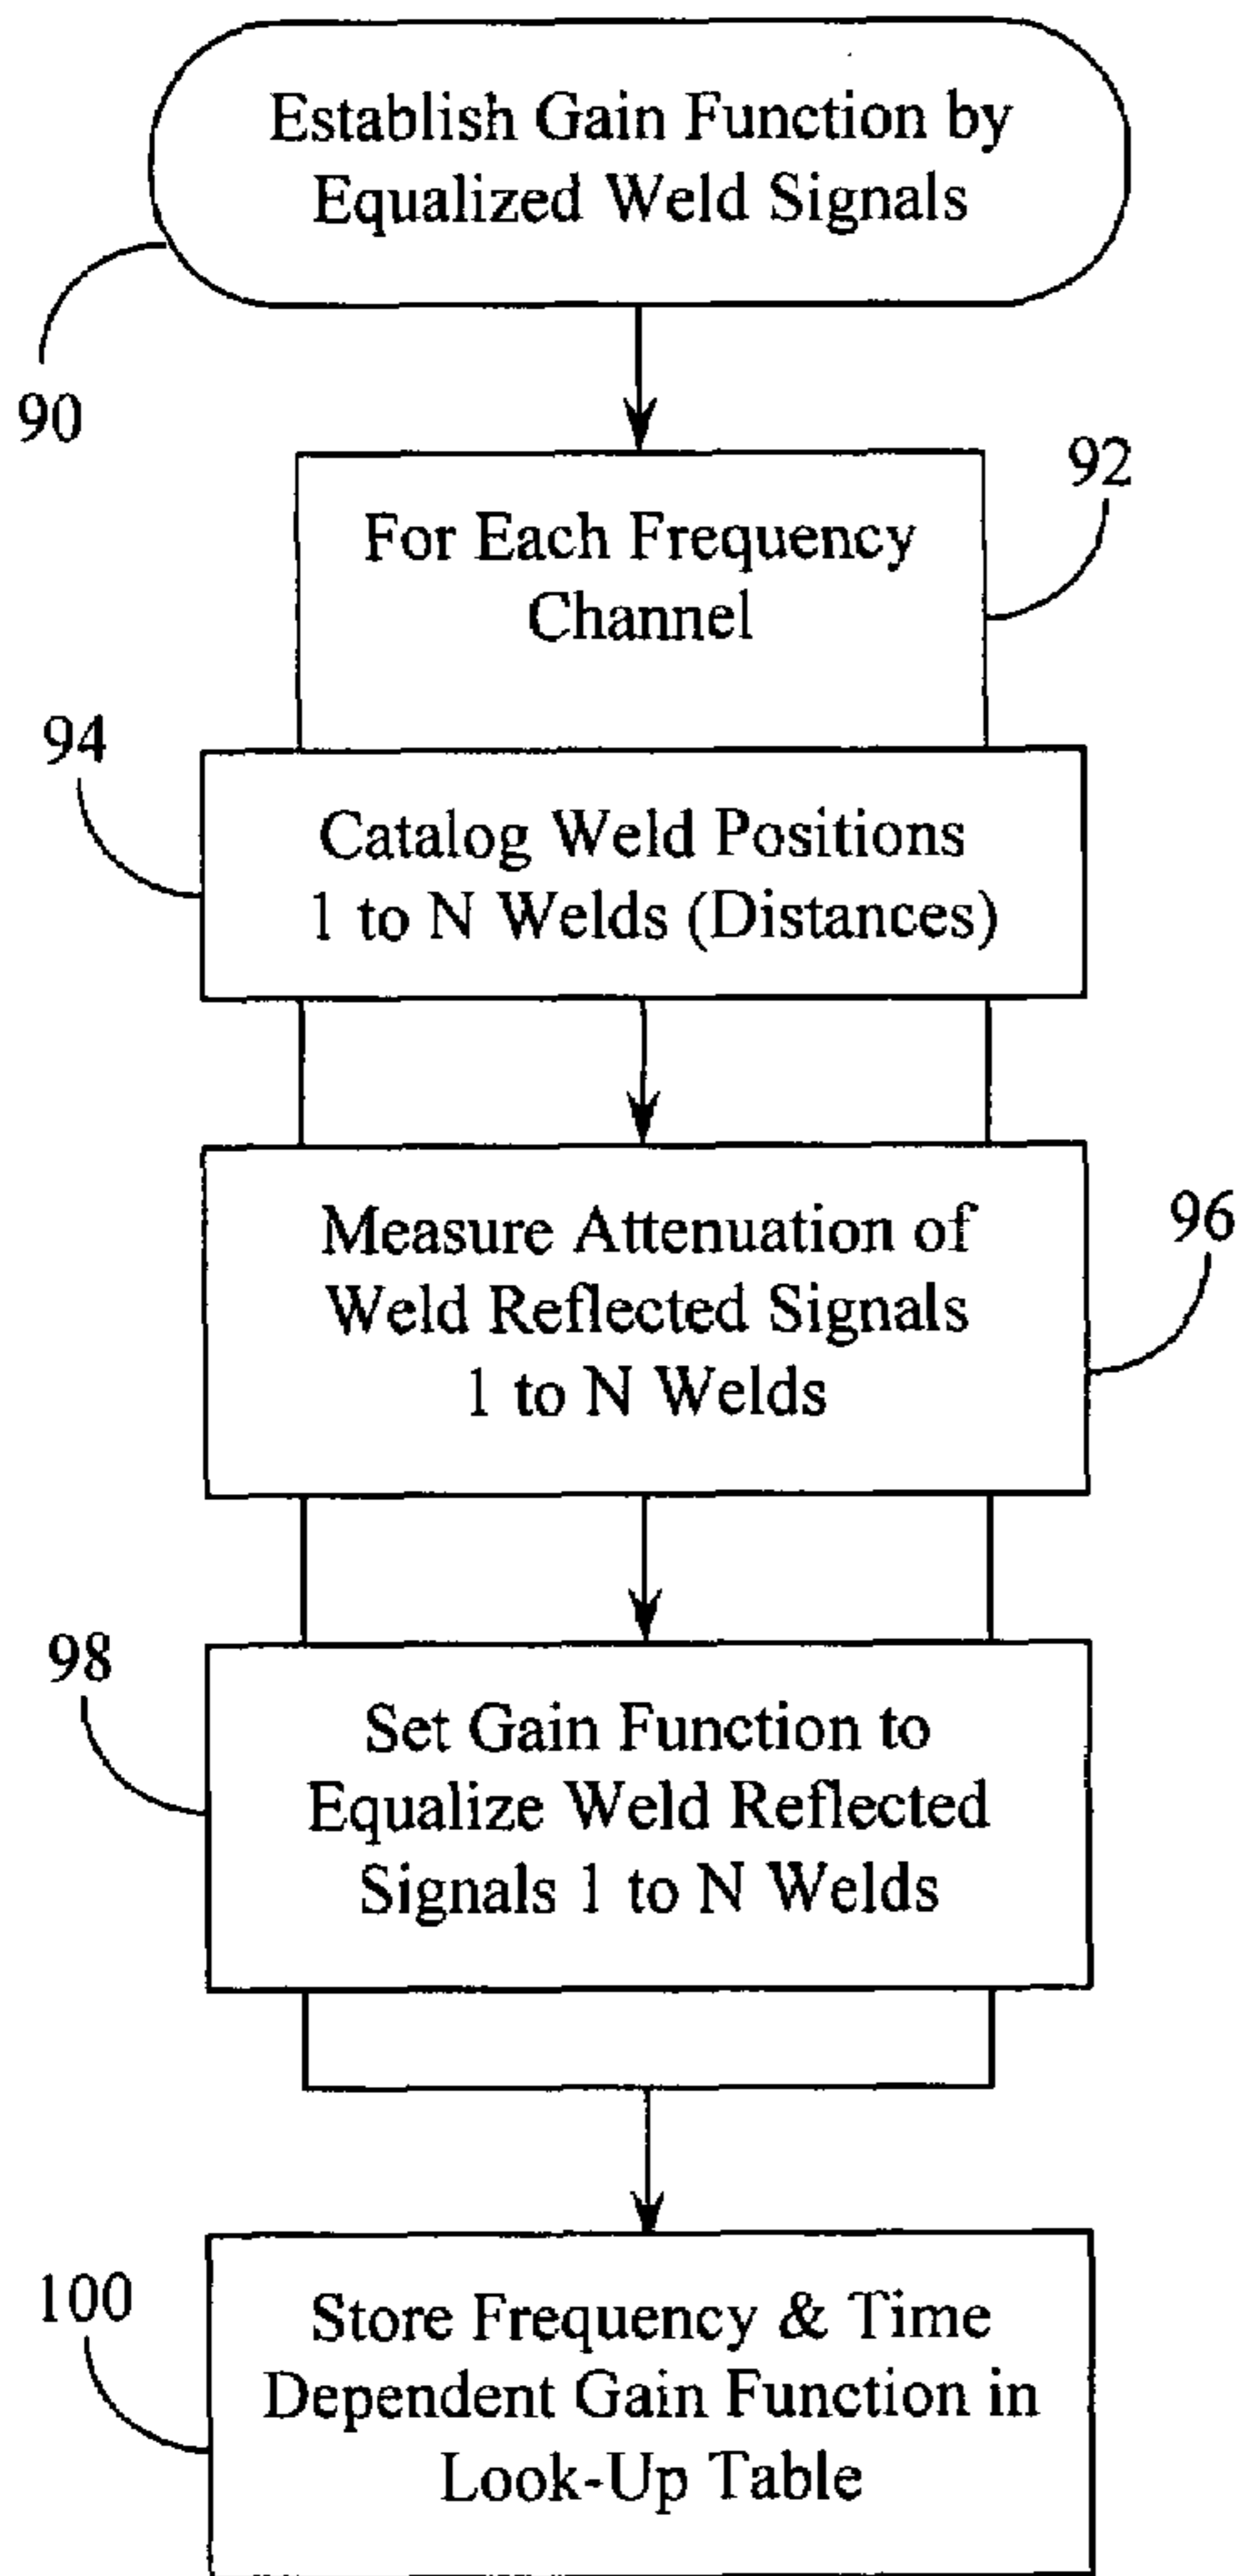 Establish Gain Function by
Equalized Weld Signals
90
92
For Each Frequency
Channel
94
Catalog Weld Positions
1 to N Welds (Distances)
96
Measure Attenuation of
Weld Reflected Signals
1 to N Welds
98
Set Gain Function to
Equalize Weld Reflected
Signals 1 to N Welds
100
Store Frequency & Time
Dependent Gain Function in
Look-Up Table